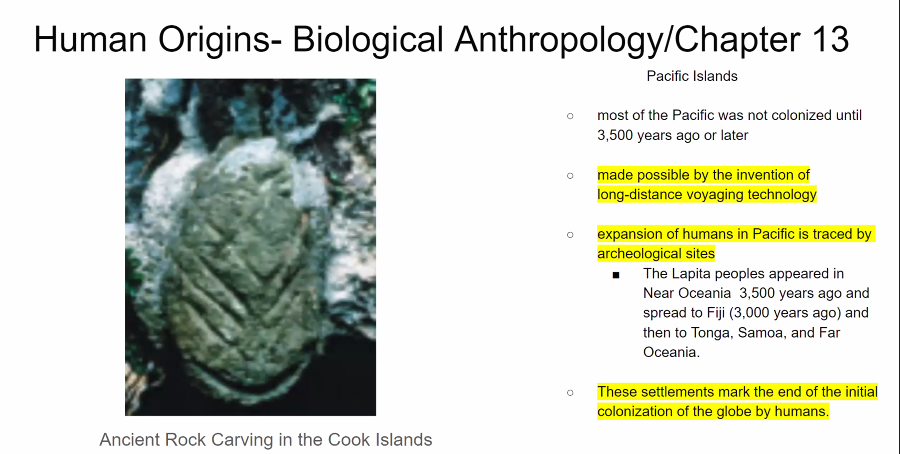 Human Origins- Biological Anthropology/Chapter 13
Pacific Islands
○ most of the Pacific was not colonized until
3,500 years ago or later
○ made possible by the invention of
long-distance voyaging technology
○ expansion of humans in Pacific is traced by
archeological sites
■ The Lapita peoples appeared in
Near Oceania 3,500 years ago and
spread to Fiji (3,000 years ago) and
then to Tonga, Samoa, and Far
Oceania.
○ These settlements mark the end of the initial
colonization of the globe by humans.
Ancient Rock Carving in the Cook Islands